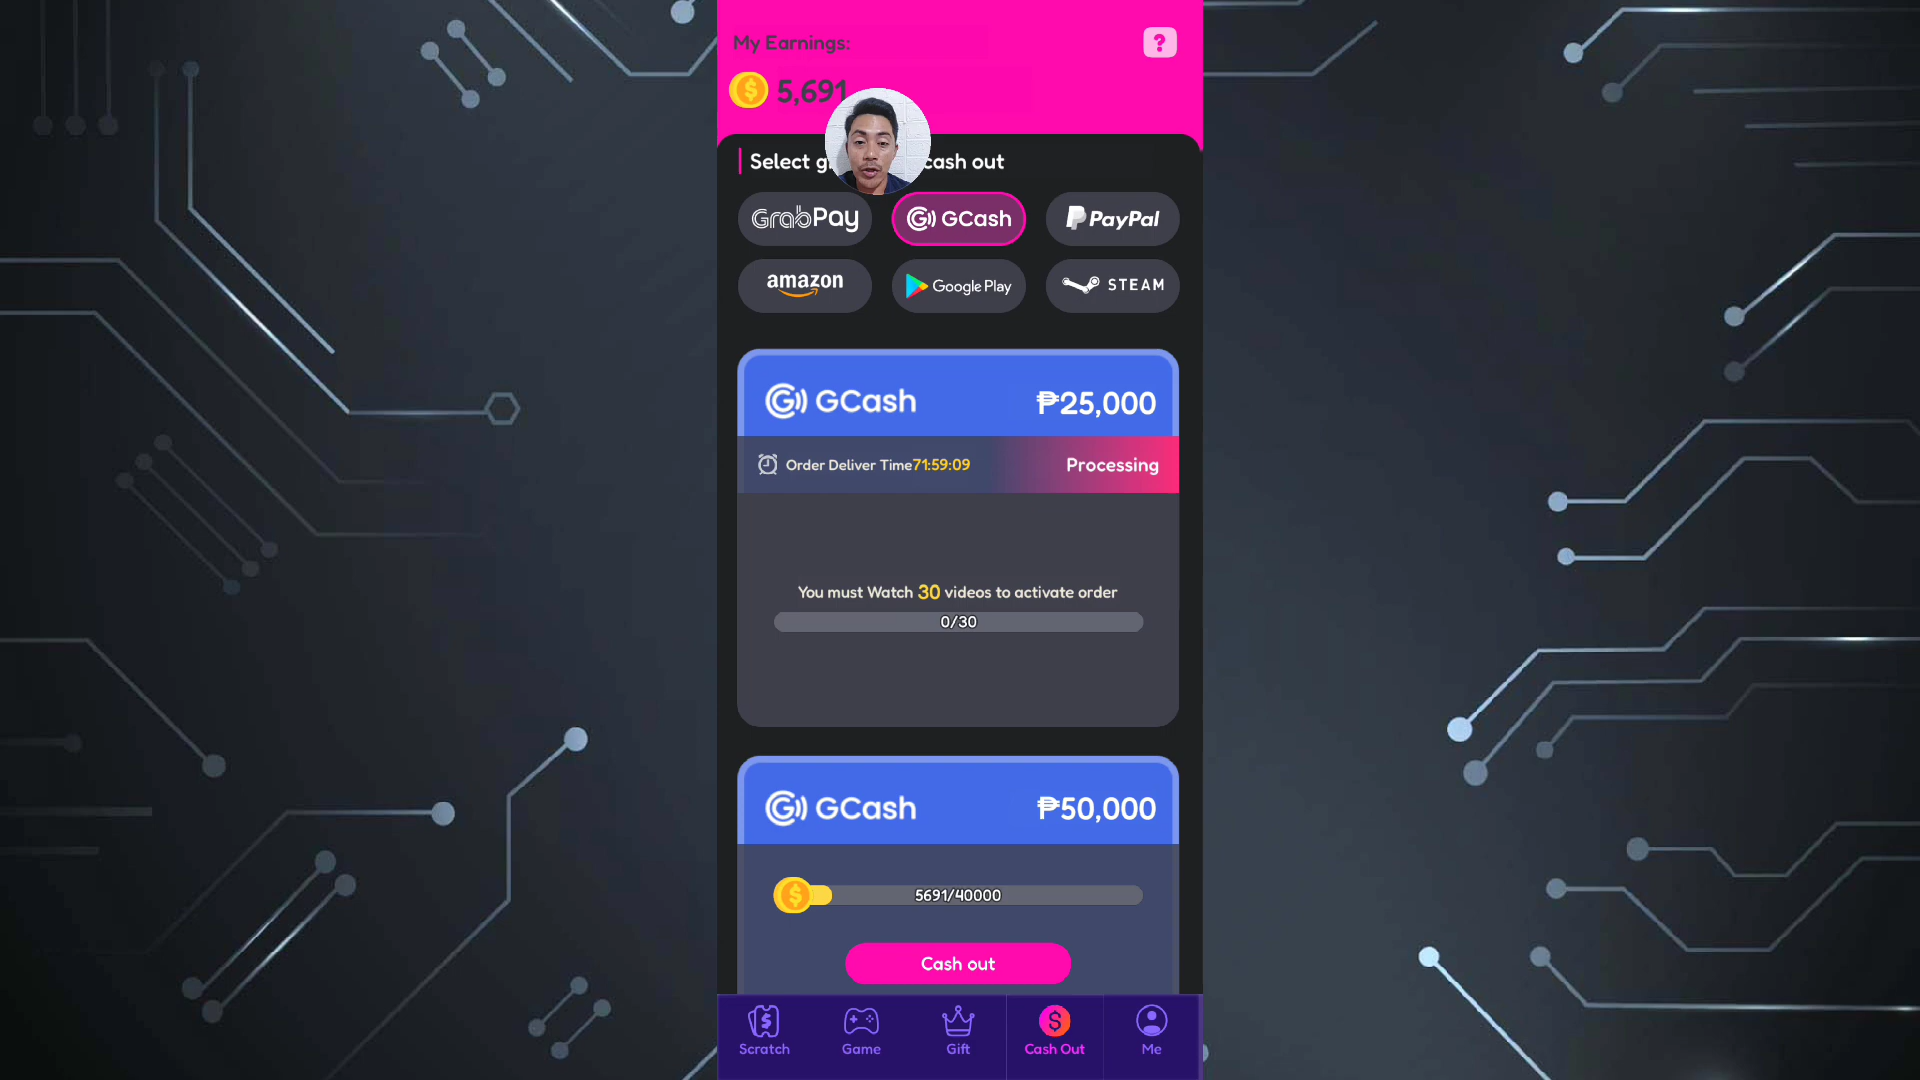 My Earnings:
?
5,691
Select g cash out
GrabPay
GCash
PayPal
amazon
Google Play
STEAM
GCash
₱25,000
Order Deliver Time71:59:09
Processing
You must Watch 30 videos to activate order
0/30
GCash
₱50,000
5691/40000
Cash out
Scratch
Game
Gift
Cash Out
Me